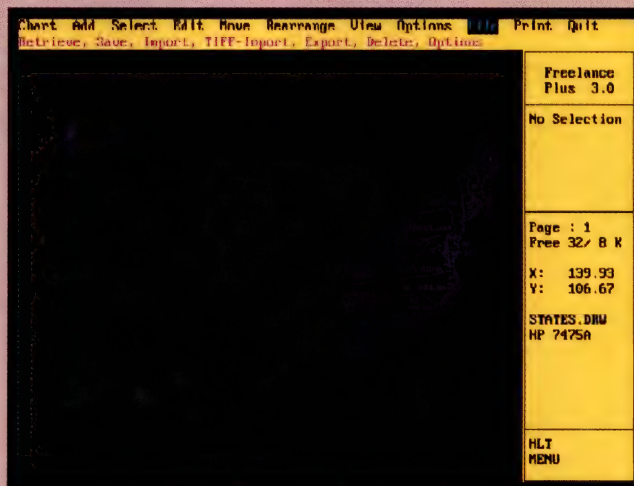 Chart Add Select Edit Move Rearrange View Options File Print Quit
Retrieve, Save, Import, TIFF-Import, Export, Delete, Options
Freelance
Plus 3.0
No Selection
Page : 1
Free 32/ 8 K
X: 139.93
Y: 106.67
STATES.DRW
HP 7475A
HLT
MENU